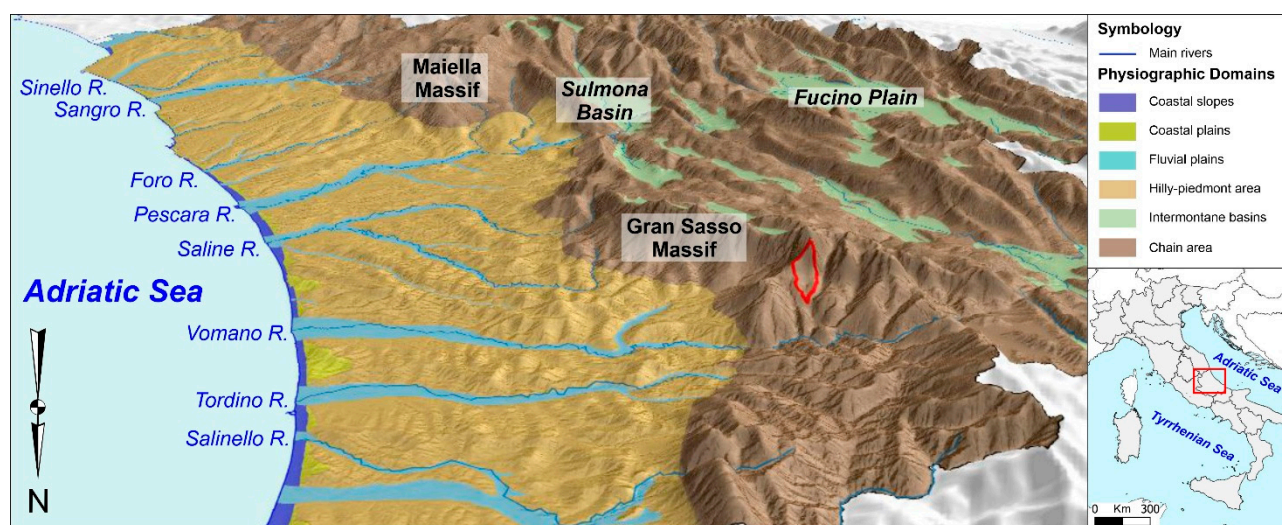 Sinello R.
Sangro R.
Foro R.
Pescara R.
Saline R.
Adriatic Sea
Vomano R.
Tordino R.
Salinello R.
N
Maiella
Massif
Sulmona
Basin
Fucino Plain
Gran Sasso
Massif
Symbology
Main rivers
Physiographic Domains
Coastal slopes
Coastal plains
Fluvial plains
Hilly-piedmont area
Intermontane basins
Chain area
Adriatic Sea
Tyrrhenian Sea
0 Km 300